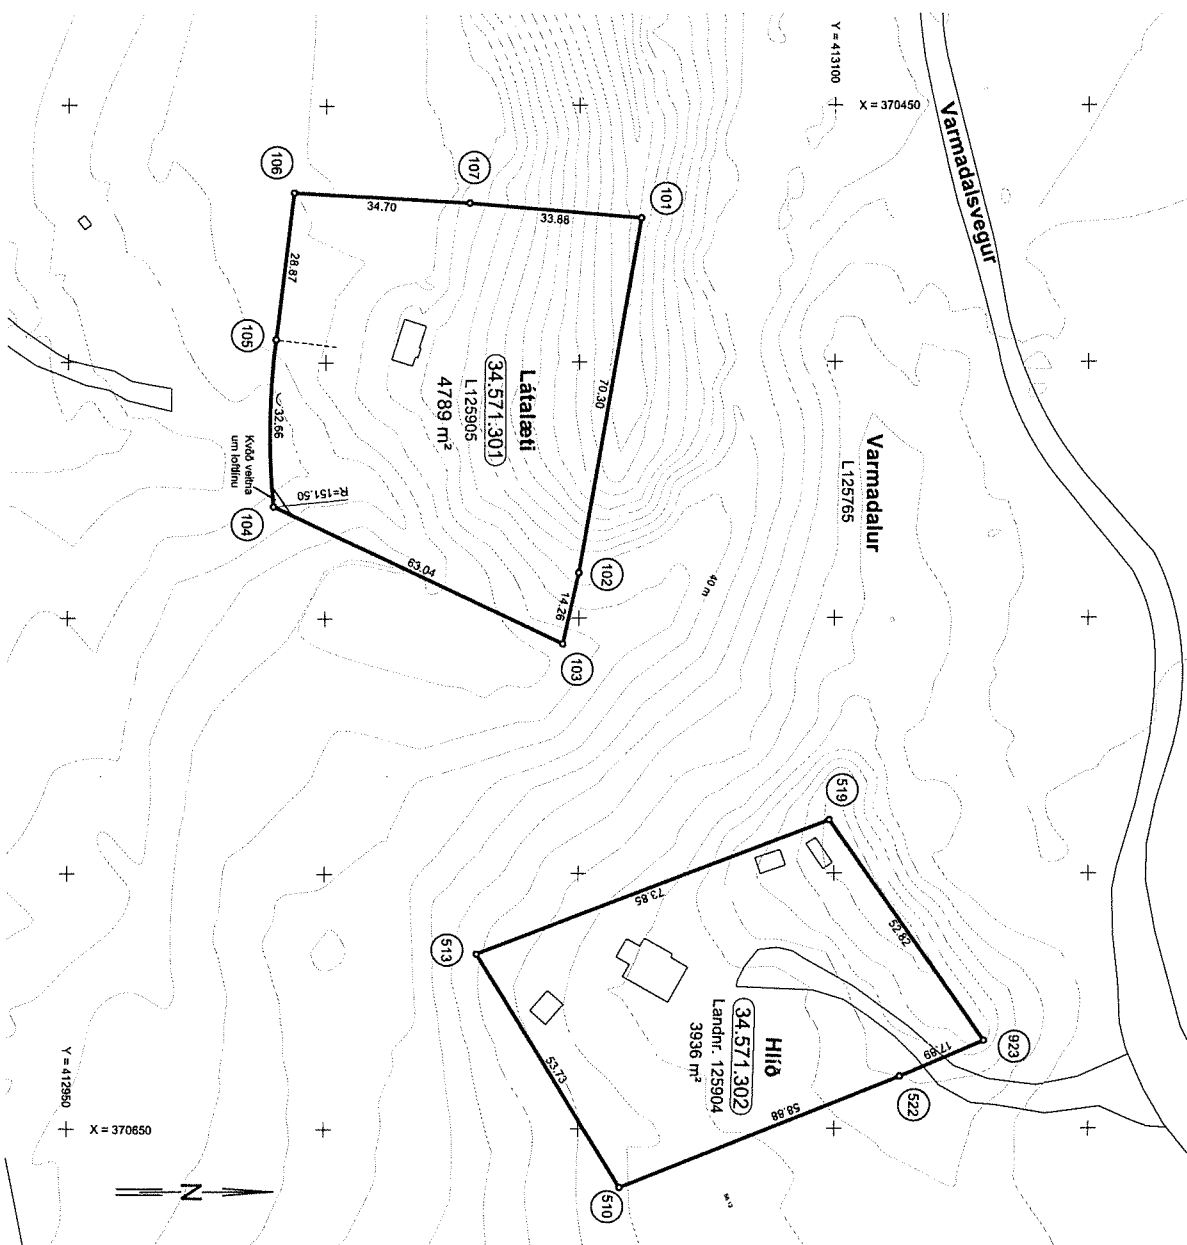 Varmadalsvegur
Y = 413100
X = 370450
Varmadalur
L125765
40 m
Látalæti
34.571.301
L125905
4789 m²
101
102
103
104
105
106
107
70.30
14.26
63.04
32.66
28.87
34.70
33.88
R=151.50
Kvöð veitna
um loftlínu
Hlíð
34.571.302
Landnr. 125904
3936 m²
519
923
522
510
513
52.82
17.89
58.88
53.73
73.85
Y = 412950
X = 370650
N